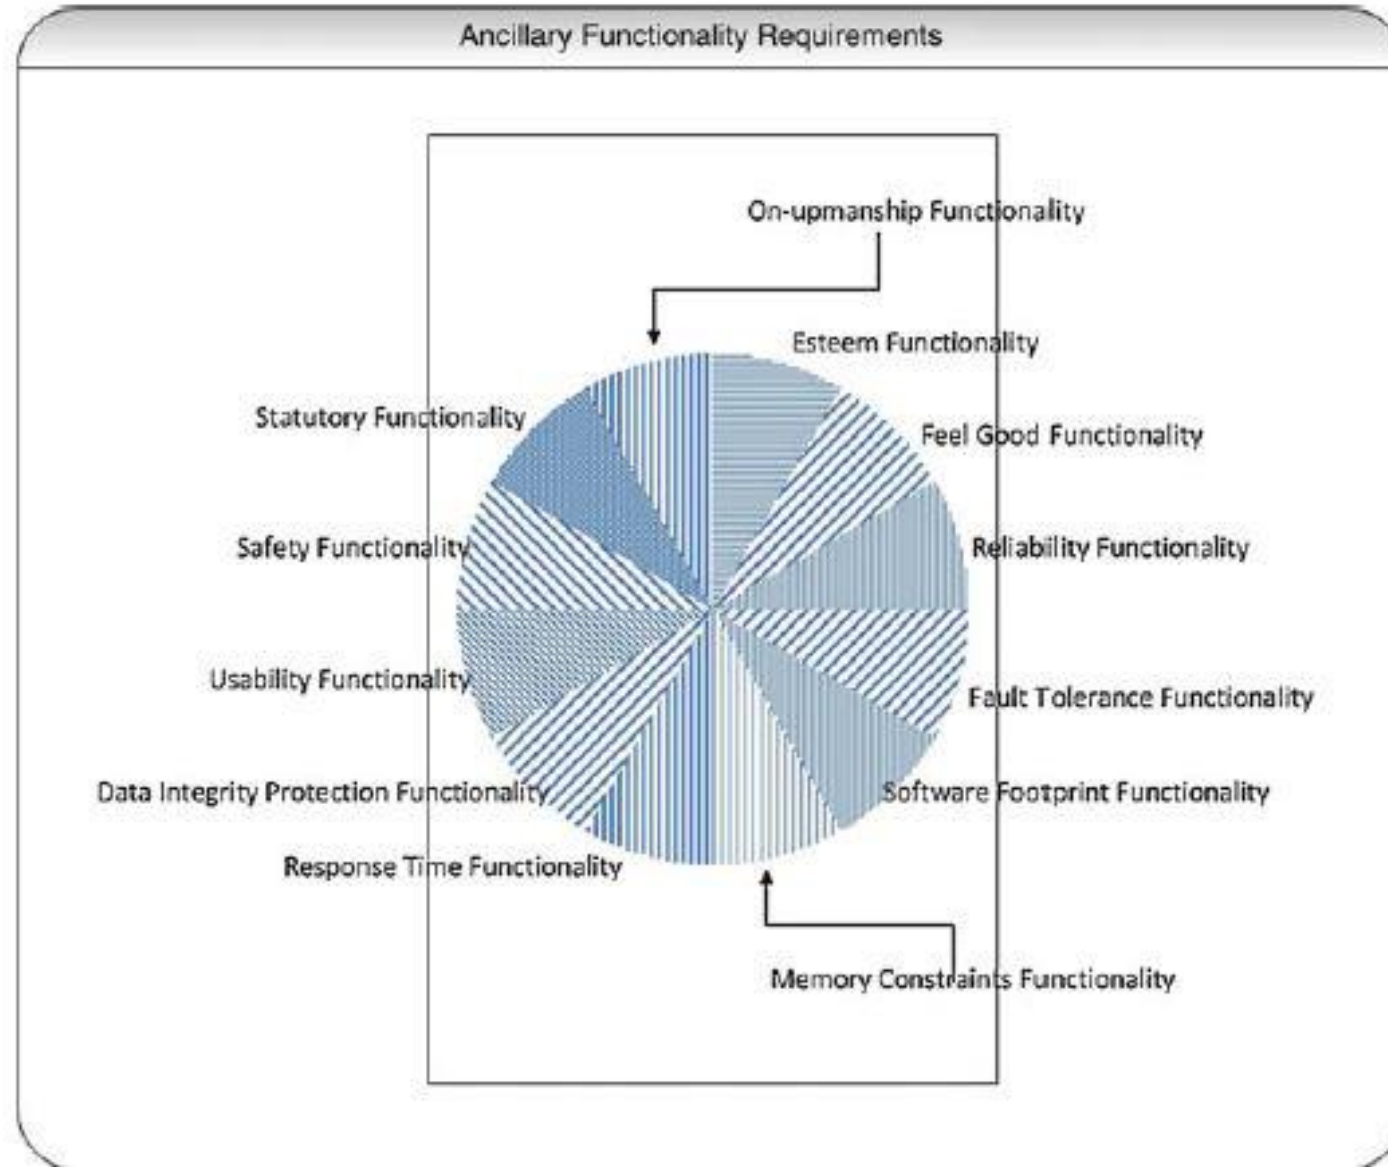 Ancillary Functionality Requirements
On-upmanship Functionality
Esteem Functionality
Statutory Functionality
Feel Good Functionality
Safety Functionality
Reliability Functionality
Usability Functionality
Fault Tolerance Functionality
Data Integrity Protection Functionality
Software Footprint Functionality
Response Time Functionality
Memory Constraints Functionality